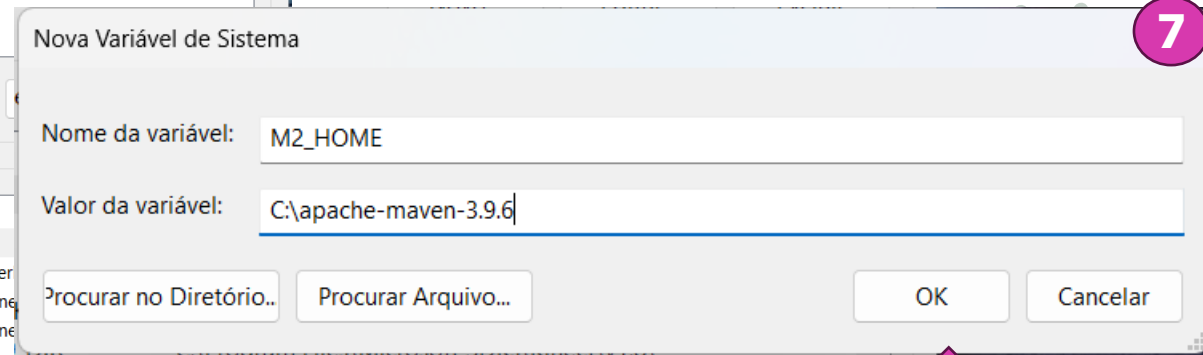 7
Nova Variável de Sistema
Nome da variável: M2_HOME
Valor da variável: C:\apache-maven-3.9.6
Procurar no Diretório... Procurar Arquivo... OK Cancelar